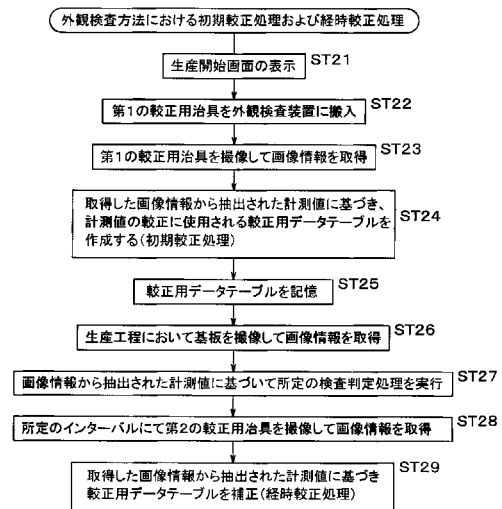 外観検査方法における初期較正処理および経時較正処理
生産開始画面の表示
ST21
第1の較正用治具を外観検査装置に搬入
ST22
第1の較正用治具を撮像して画像情報を取得
ST23
取得した画像情報から抽出された計測値に基づき、
計測値の較正に使用される較正用データテーブルを
作成する(初期較正処理)
ST24
較正用データテーブルを記憶
ST25
生産工程において基板を撮像して画像情報を取得
ST26
画像情報から抽出された計測値に基づいて所定の検査判定処理を実行
ST27
所定のインターバルにて第2の較正用治具を撮像して画像情報を取得
ST28
取得した画像情報から抽出された計測値に基づき
較正用データテーブルを補正(経時較正処理)
ST29